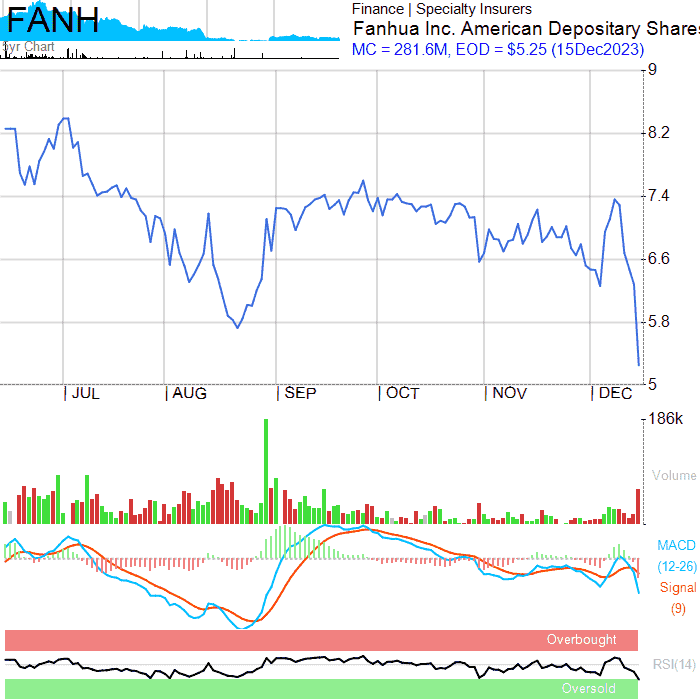 FANH
5yr Chart
Finance | Specialty Insurers
Fanhua Inc. American Depositary Shares
MC = 281.6M, EOD = $5.25 (15Dec2023)
9
8.2
7.4
6.6
5.8
5
JUL
AUG
SEP
OCT
NOV
DEC
186k
Volume
MACD
(12-26)
Signal
(9)
Overbought
RSI(14)
Oversold